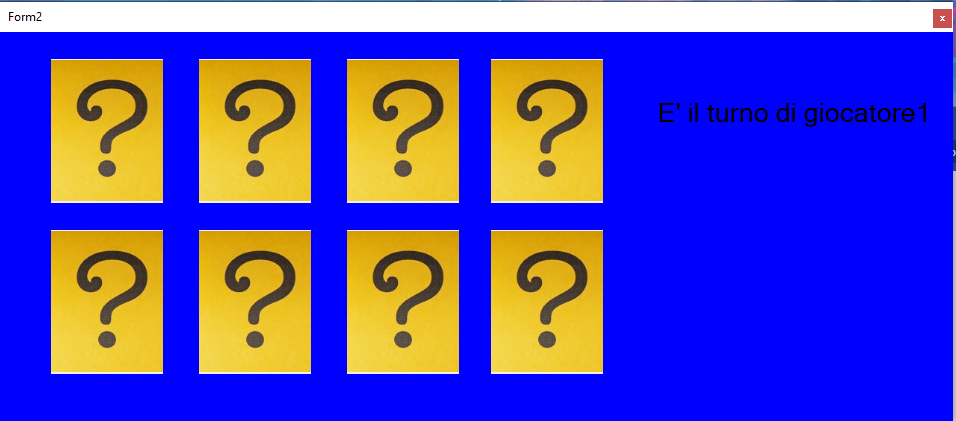 Form2
x
? ? ? ?
E' il turno di giocatore1
? ? ? ?